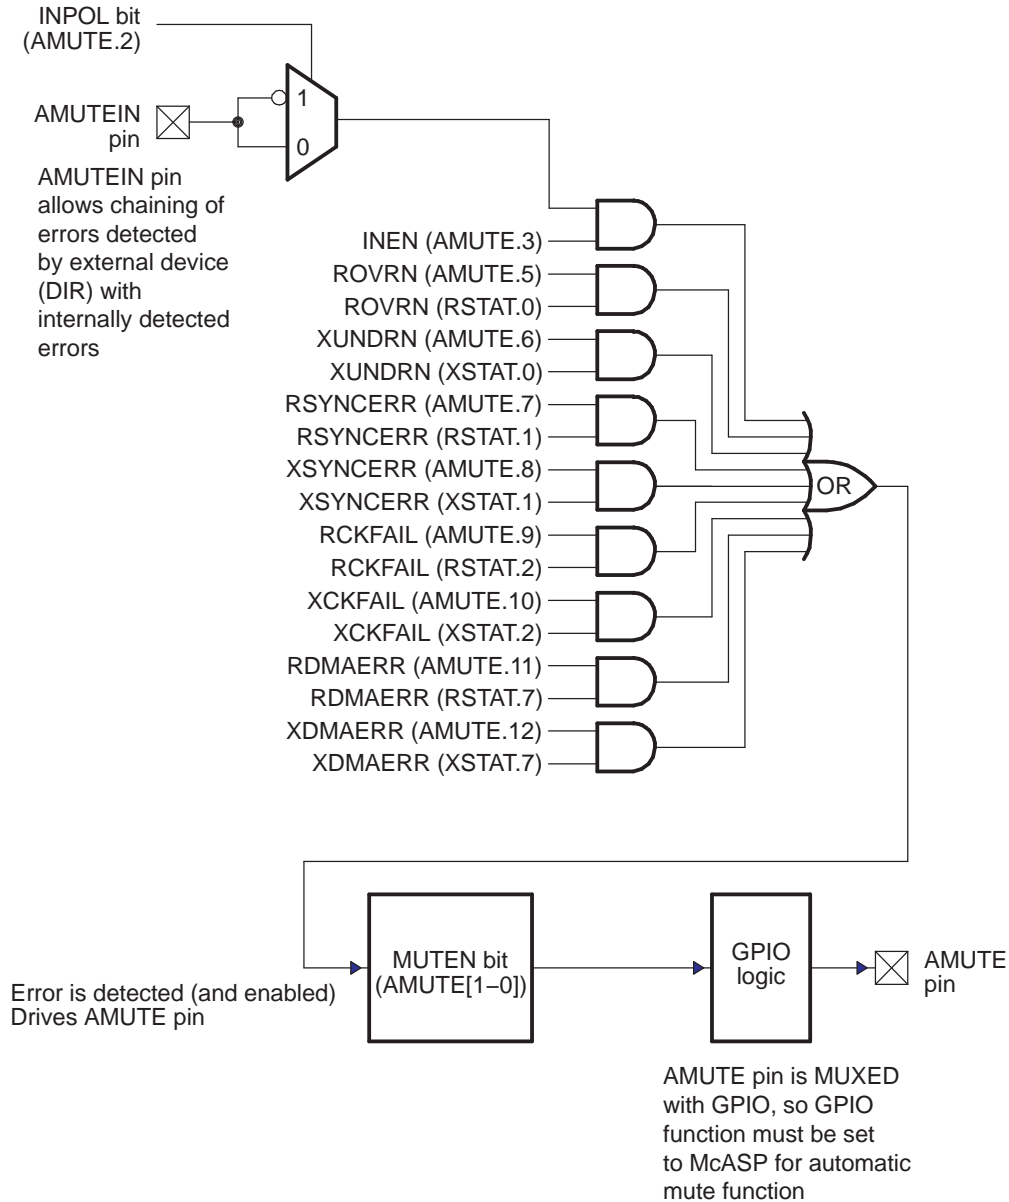 INPOL bit
(AMUTE.2)
AMUTEIN
pin
1
0
AMUTEIN pin
allows chaining of
errors detected
by external device
(DIR) with
internally detected
errors
INEN (AMUTE.3)
ROVRN (AMUTE.5)
ROVRN (RSTAT.0)
XUNDRN (AMUTE.6)
XUNDRN (XSTAT.0)
RSYNCERR (AMUTE.7)
RSYNCERR (RSTAT.1)
XSYNCERR (AMUTE.8)
XSYNCERR (XSTAT.1)
RCKFAIL (AMUTE.9)
RCKFAIL (RSTAT.2)
XCKFAIL (AMUTE.10)
XCKFAIL (XSTAT.2)
RDMAERR (AMUTE.11)
RDMAERR (RSTAT.7)
XDMAERR (AMUTE.12)
XDMAERR (XSTAT.7)
OR
Error is detected (and enabled)
Drives AMUTE pin
MUTEN bit
(AMUTE[1−0])
GPIO
logic
AMUTE
pin
AMUTE pin is MUXED
with GPIO, so GPIO
function must be set
to McASP for automatic
mute function